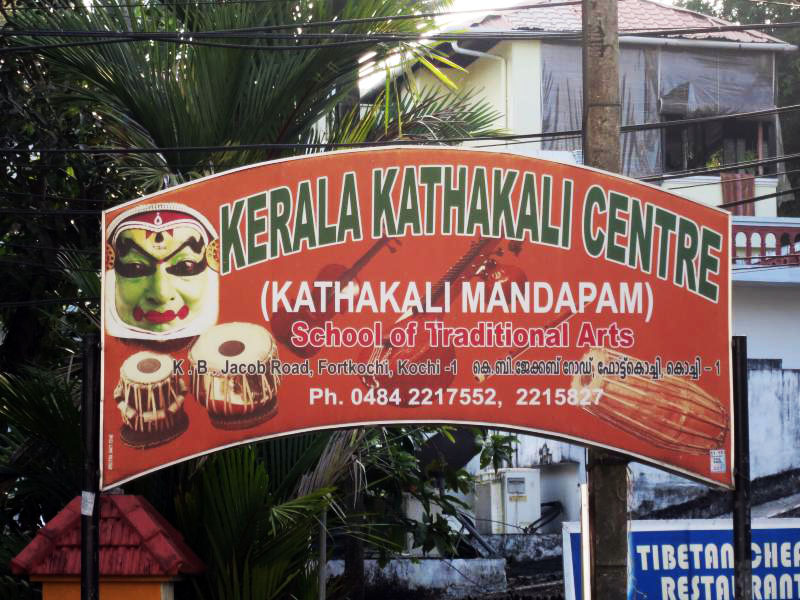 KERALA KATHAKALI CENTRE
(KATHAKALI MANDAPAM)
School of Traditional Arts
K . B . Jacob Road, Fortkochi, Kochi -1 കെ.ബി.ജേക്കബ് റോഡ്, ഫോർട്ട്കൊച്ചി, കൊച്ചി - 1
Ph. 0484 2217552, 2215827
TIBETAN
RESTAURANT